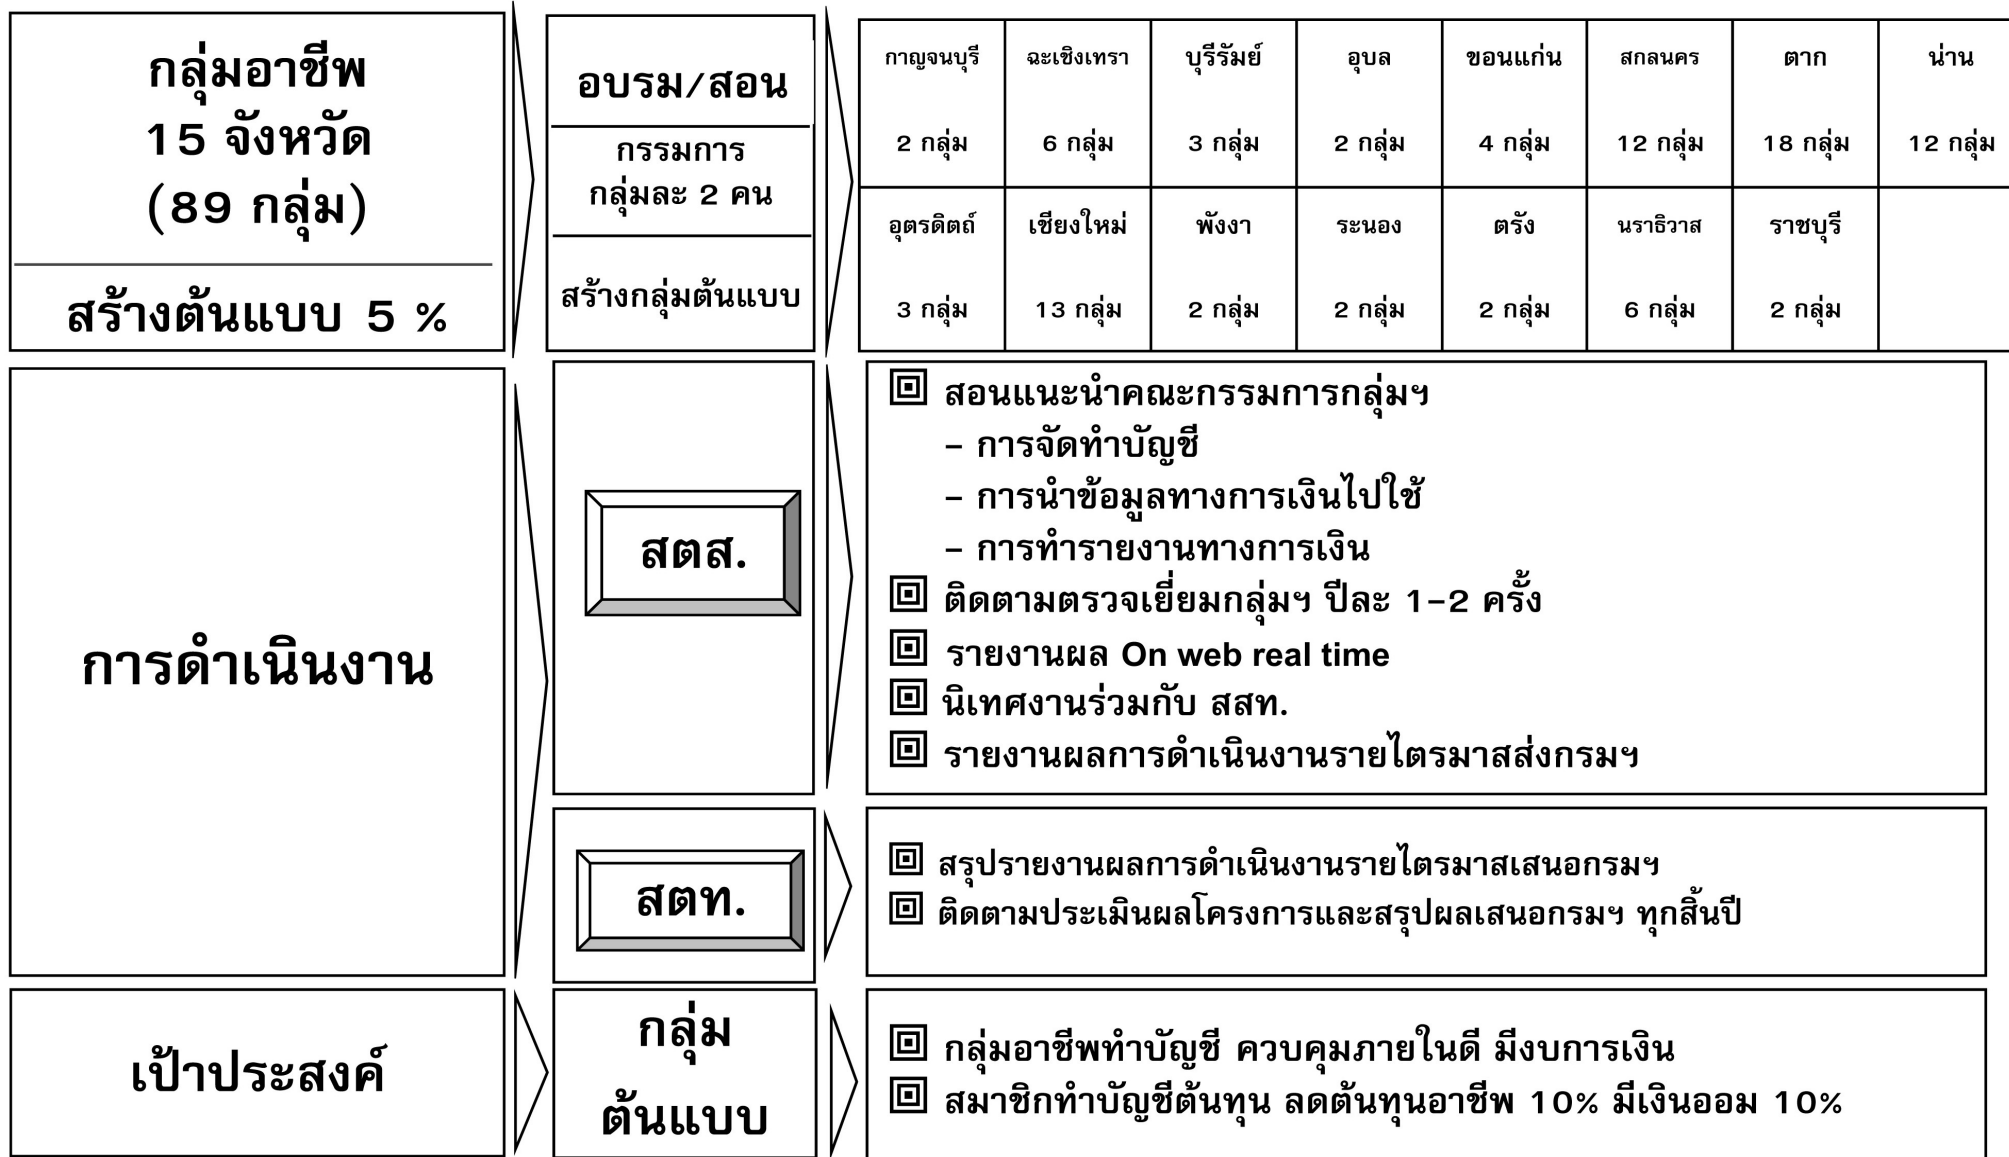 กลุ่มอาชีพ
15 จังหวัด
(89 กลุ่ม)
สร้างต้นแบบ 5 %
อบรม/สอน
กรรมการ
กลุ่มละ 2 คน
สร้างกลุ่มต้นแบบ
กาญจนบุรี ฉะเชิงเทรา บุรีรัมย์ อุบล ขอนแก่น สกลนคร ตาก น่าน
2 กลุ่ม 6 กลุ่ม 3 กลุ่ม 2 กลุ่ม 4 กลุ่ม 12 กลุ่ม 18 กลุ่ม 12 กลุ่ม
อุตรดิตถ์ เชียงใหม่ พังงา ระนอง ตรัง นราธิวาส ราชบุรี
3 กลุ่ม 13 กลุ่ม 2 กลุ่ม 2 กลุ่ม 2 กลุ่ม 6 กลุ่ม 2 กลุ่ม
การดำเนินงาน
สตส.
สอนแนะนำคณะกรรมการกลุ่มฯ
– การจัดทำบัญชี
– การนำข้อมูลทางการเงินไปใช้
– การทำรายงานทางการเงิน
ติดตามตรวจเยี่ยมกลุ่มฯ ปีละ 1–2 ครั้ง
รายงานผล On web real time
นิเทศงานร่วมกับ สสท.
รายงานผลการดำเนินงานรายไตรมาสส่งกรมฯ
สตท.
สรุปรายงานผลการดำเนินงานรายไตรมาสเสนอกรมฯ
ติดตามประเมินผลโครงการและสรุปผลเสนอกรมฯ ทุกสิ้นปี
เป้าประสงค์
กลุ่ม
ต้นแบบ
กลุ่มอาชีพทำบัญชี ควบคุมภายในดี มีงบการเงิน
สมาชิกทำบัญชีต้นทุน ลดต้นทุนอาชีพ 10% มีเงินออม 10%